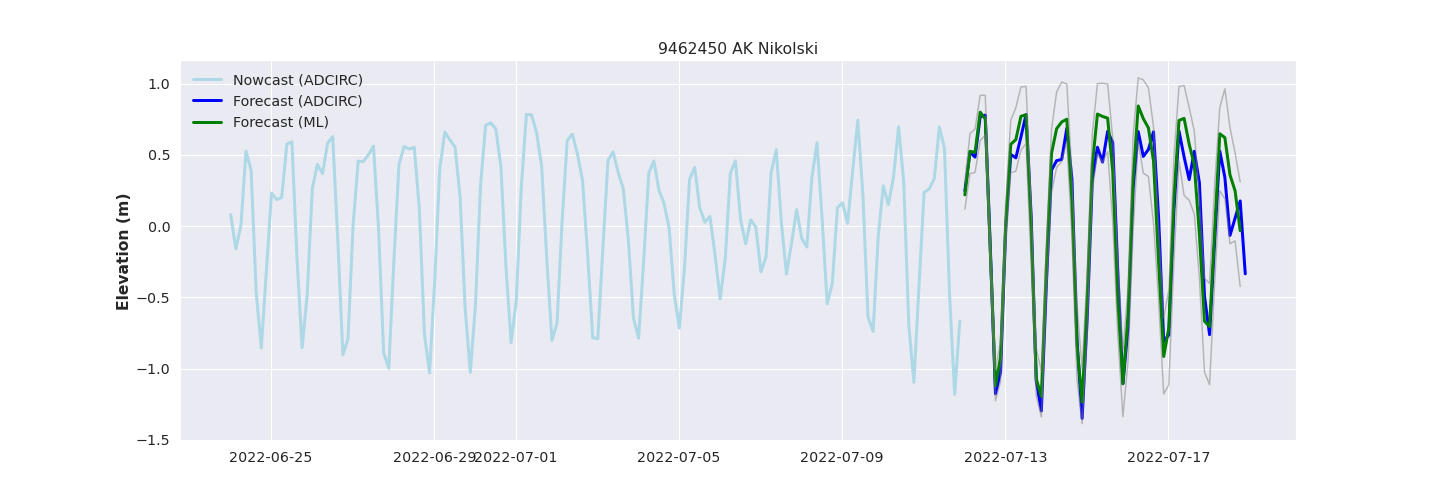 9462450 AK Nikolski
Nowcast (ADCIRC)
Forecast (ADCIRC)
Forecast (ML)
Elevation (m)
1.0
0.5
0.0
−0.5
−1.0
−1.5
2022-06-25
2022-06-29
2022-07-01
2022-07-05
2022-07-09
2022-07-13
2022-07-17